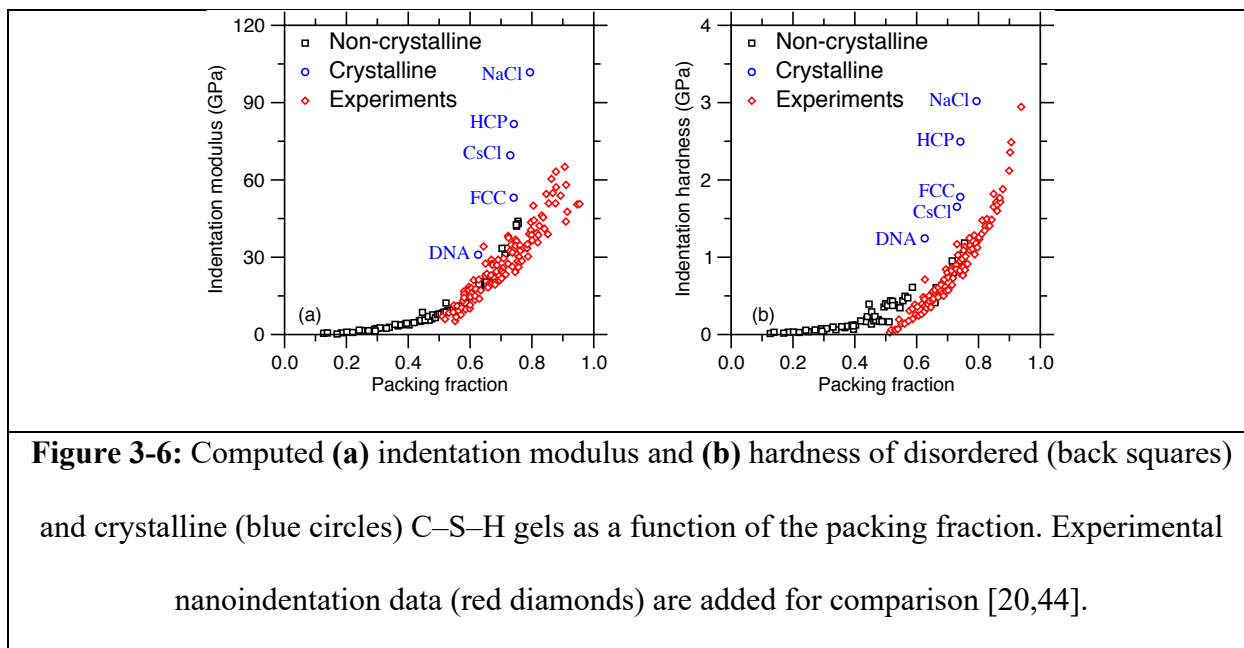 120
90
60
30
0
Indentation modulus (GPa)
Non-crystalline
Crystalline
Experiments
NaCl
HCP
CsCl
FCC
DNA
(a)
0.0 0.2 0.4 0.6 0.8 1.0
Packing fraction
4
3
2
1
0
Indentation hardness (GPa)
Non-crystalline
Crystalline
Experiments
NaCl
HCP
FCC
CsCl
DNA
(b)
0.0 0.2 0.4 0.6 0.8 1.0
Packing fraction
Figure 3-6: Computed (a) indentation modulus and (b) hardness of disordered (back squares)
and crystalline (blue circles) C–S–H gels as a function of the packing fraction. Experimental
nanoindentation data (red diamonds) are added for comparison [20,44].